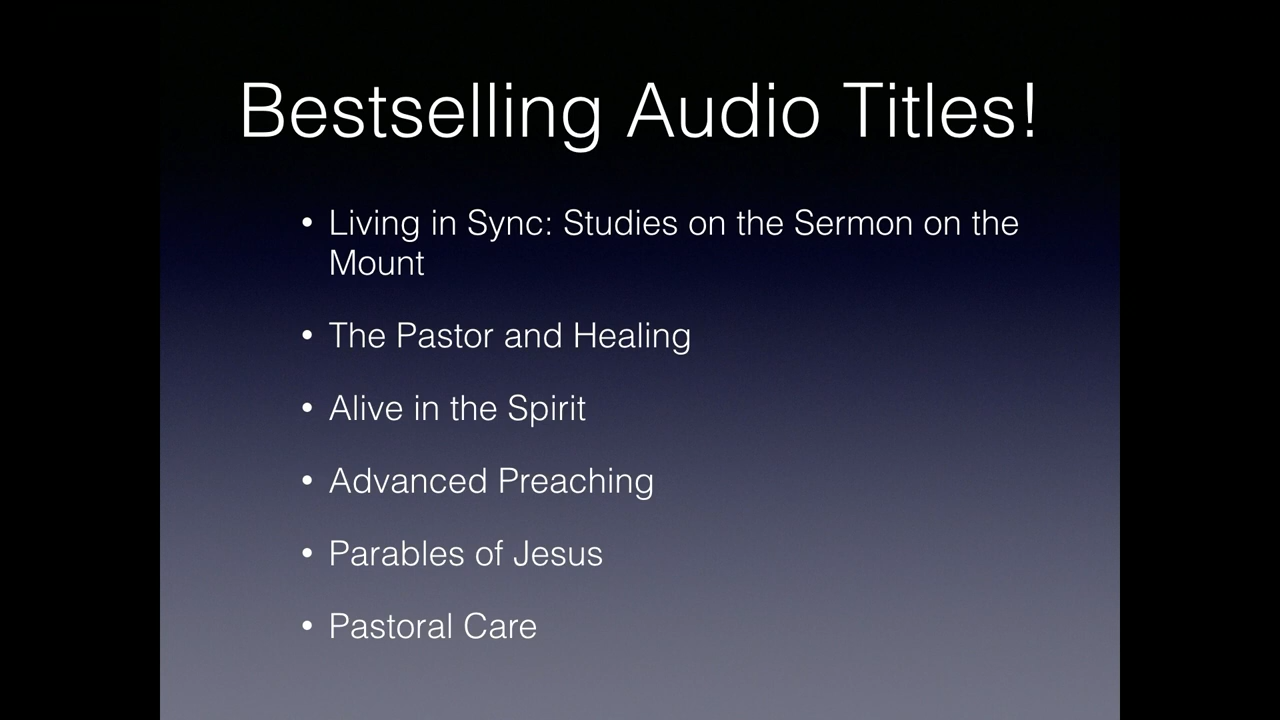 Bestselling Audio Titles!
• Living in Sync: Studies on the Sermon on the
Mount
• The Pastor and Healing
• Alive in the Spirit
• Advanced Preaching
• Parables of Jesus
• Pastoral Care